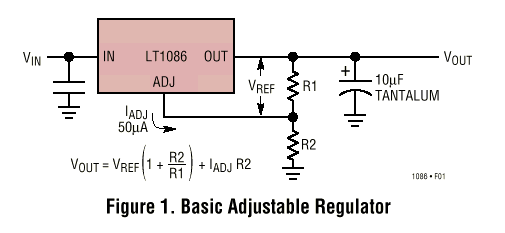 VIN
IN LT1086 OUT
ADJ
VOUT
VREF
R1
+
10µF
TANTALUM
IADJ
50µA
R2
VOUT = VREF(1 + R2/R1) + IADJ R2
1086 • F01
Figure 1. Basic Adjustable Regulator